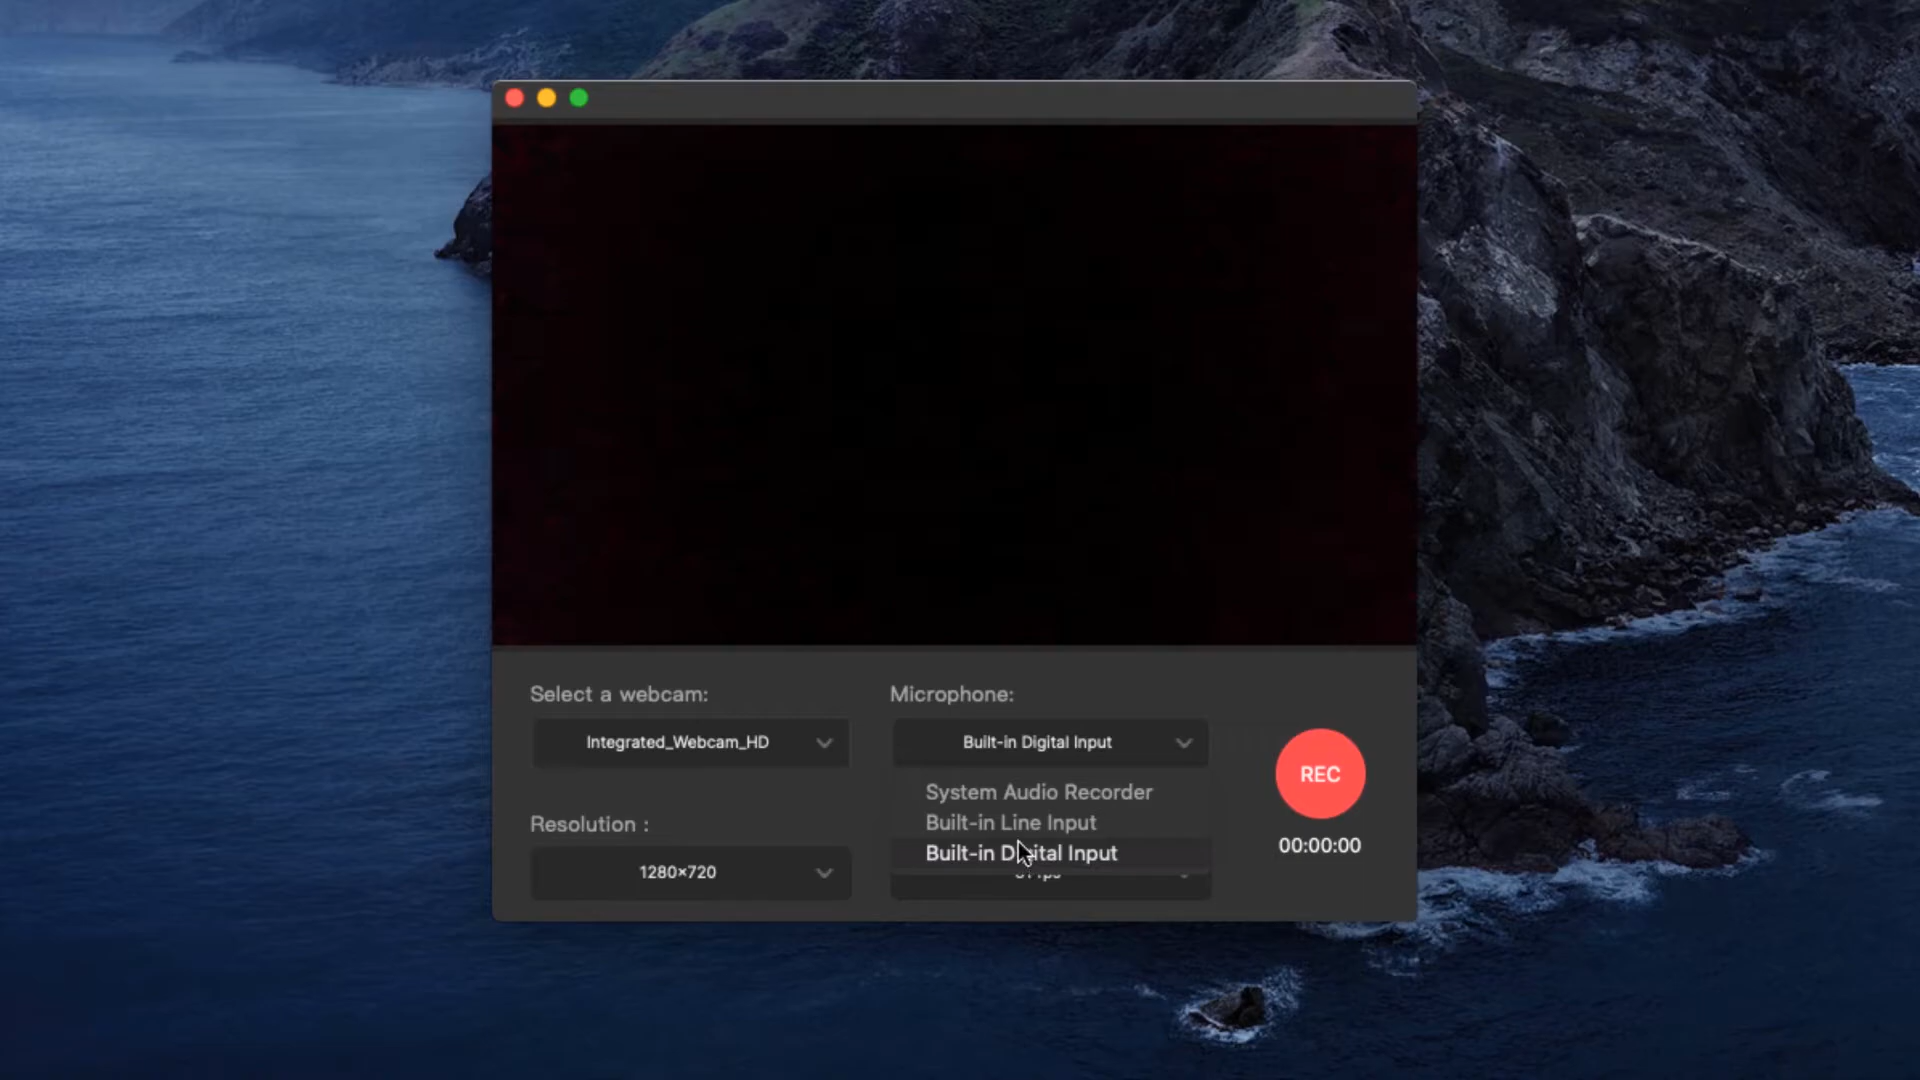 Select a webcam:
Microphone:
Integrated_Webcam_HD
Built-in Digital Input
System Audio Recorder
Built-in Line Input
Built-in Digital Input
REC
00:00:00
Resolution :
1280×720